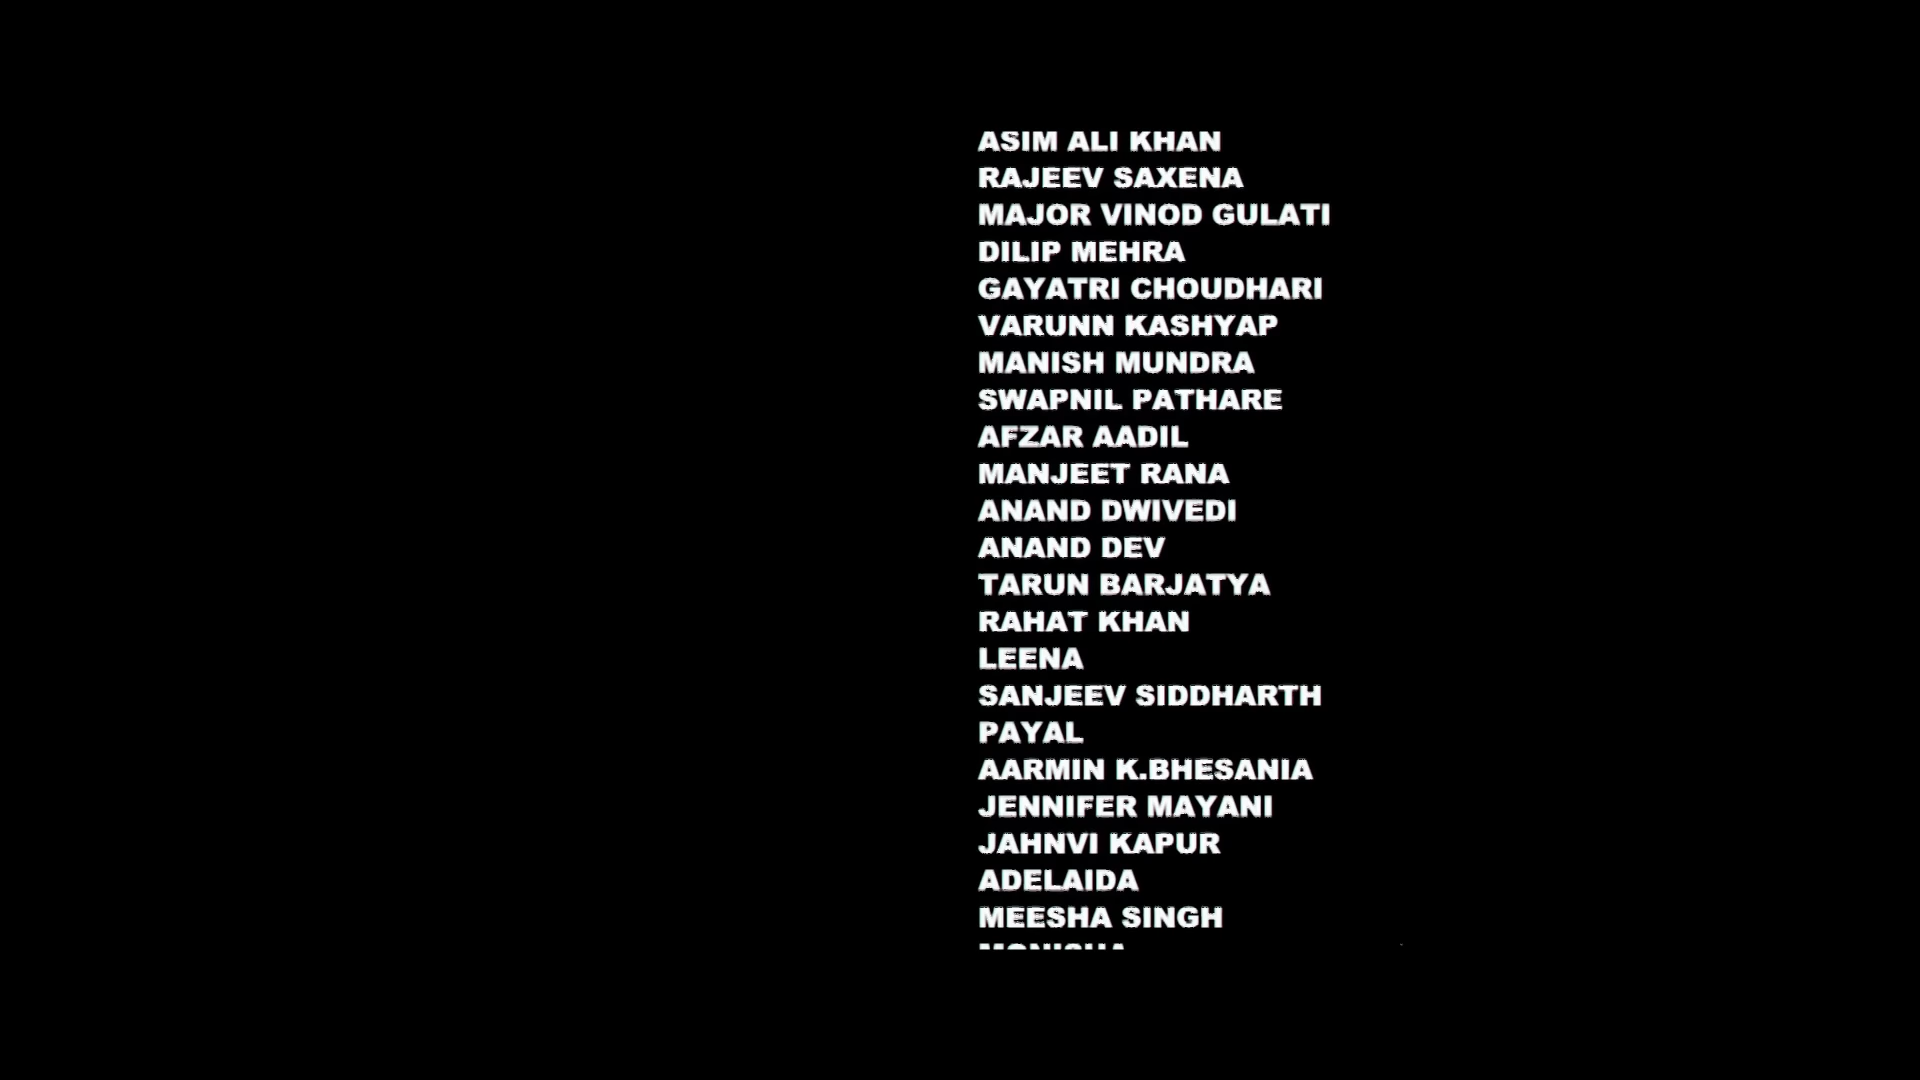 ASIM ALI KHAN
RAJEEV SAXENA
MAJOR VINOD GULATI
DILIP MEHRA
GAYATRI CHOUDHARI
VARUNN KASHYAP
MANISH MUNDRA
SWAPNIL PATHARE
AFZAR AADIL
MANJEET RANA
ANAND DWIVEDI
ANAND DEV
TARUN BARJATYA
RAHAT KHAN
LEENA
SANJEEV SIDDHARTH
PAYAL
AARMIN K.BHESANIA
JENNIFER MAYANI
JAHNVI KAPUR
ADELAIDA
MEESHA SINGH